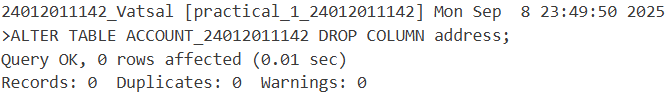 24012011142_Vatsal [practical_1_24012011142] Mon Sep  8 23:49:50 2025
>ALTER TABLE ACCOUNT_24012011142 DROP COLUMN address;
Query OK, 0 rows affected (0.01 sec)
Records: 0  Duplicates: 0  Warnings: 0